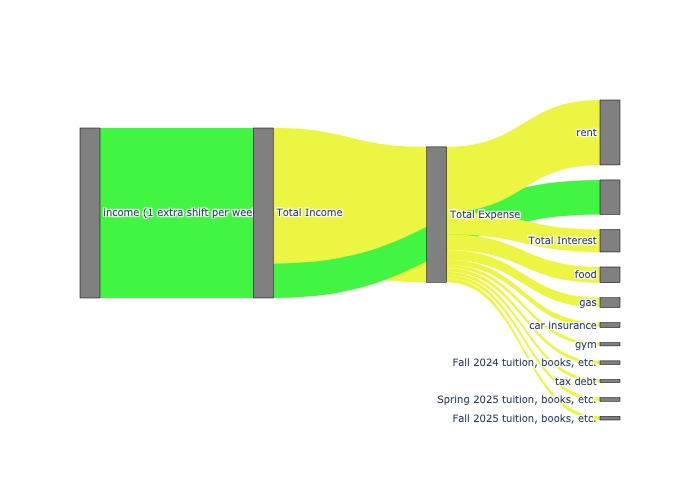 income (1 extra shift per wee
Total Income
Total Expense
rent
Total Interest
food
gas
car insurance
gym
Fall 2024 tuition, books, etc.
tax debt
Spring 2025 tuition, books, etc.
Fall 2025 tuition, books, etc.